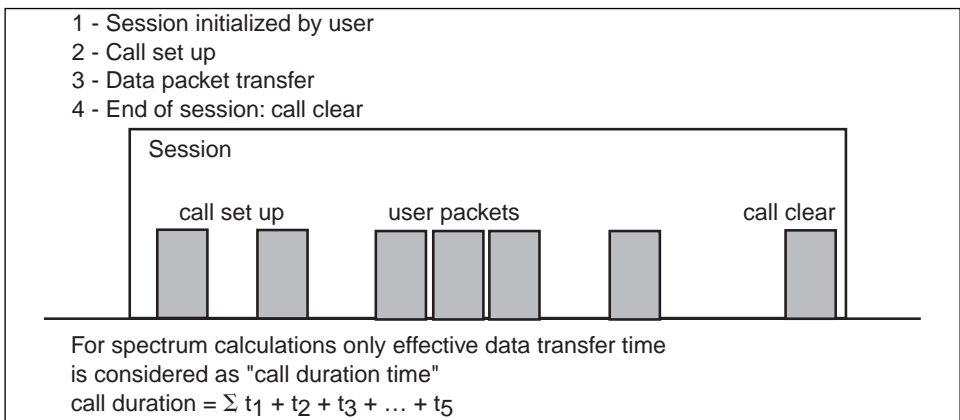 1 - Session initialized by user
2 - Call set up
3 - Data packet transfer
4 - End of session: call clear
Session
call set up user packets call clear
For spectrum calculations only effective data transfer time
is considered as "call duration time"
call duration = Σ t1 + t2 + t3 + … + t5